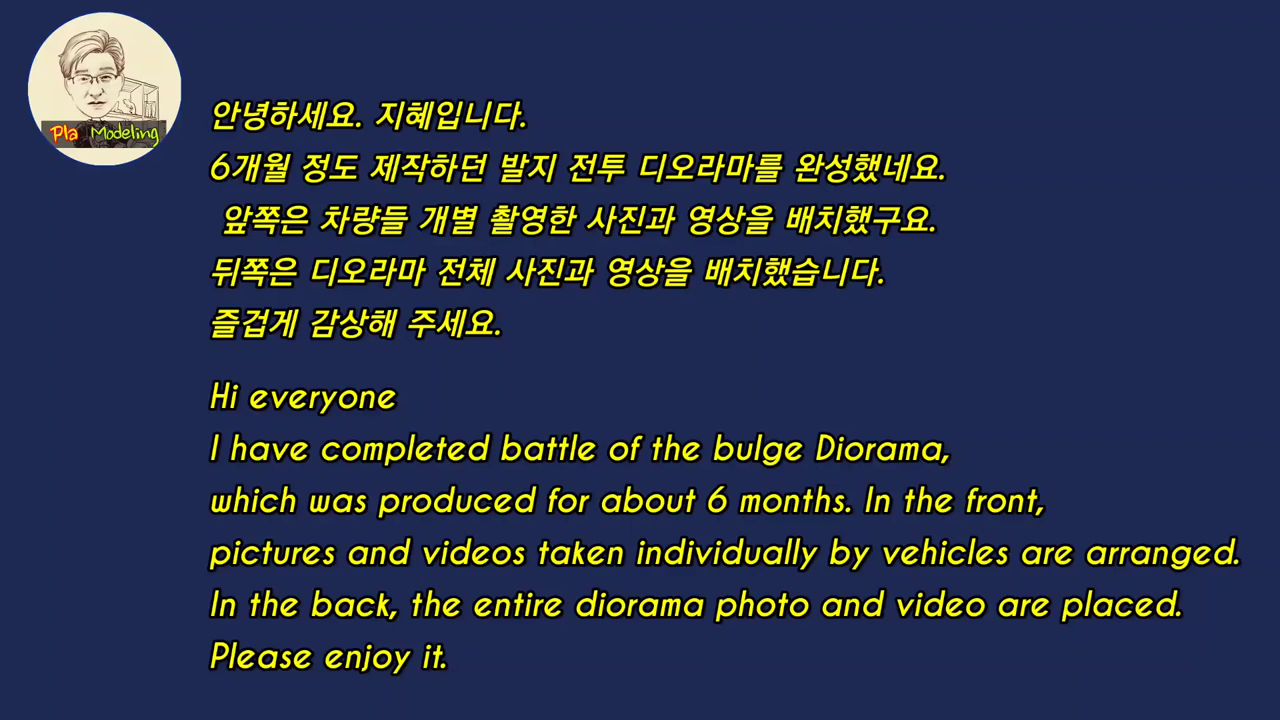 Pla Modeling
안녕하세요. 지혜입니다.
6개월 정도 제작하던 발지 전투 디오라마를 완성했네요.
앞쪽은 차량들 개별 촬영한 사진과 영상을 배치했구요.
뒤쪽은 디오라마 전체 사진과 영상을 배치했습니다.
즐겁게 감상해 주세요.
Hi everyone
I have completed battle of the bulge Diorama,
which was produced for about 6 months. In the front,
pictures and videos taken individually by vehicles are arranged.
In the back, the entire diorama photo and video are placed.
Please enjoy it.